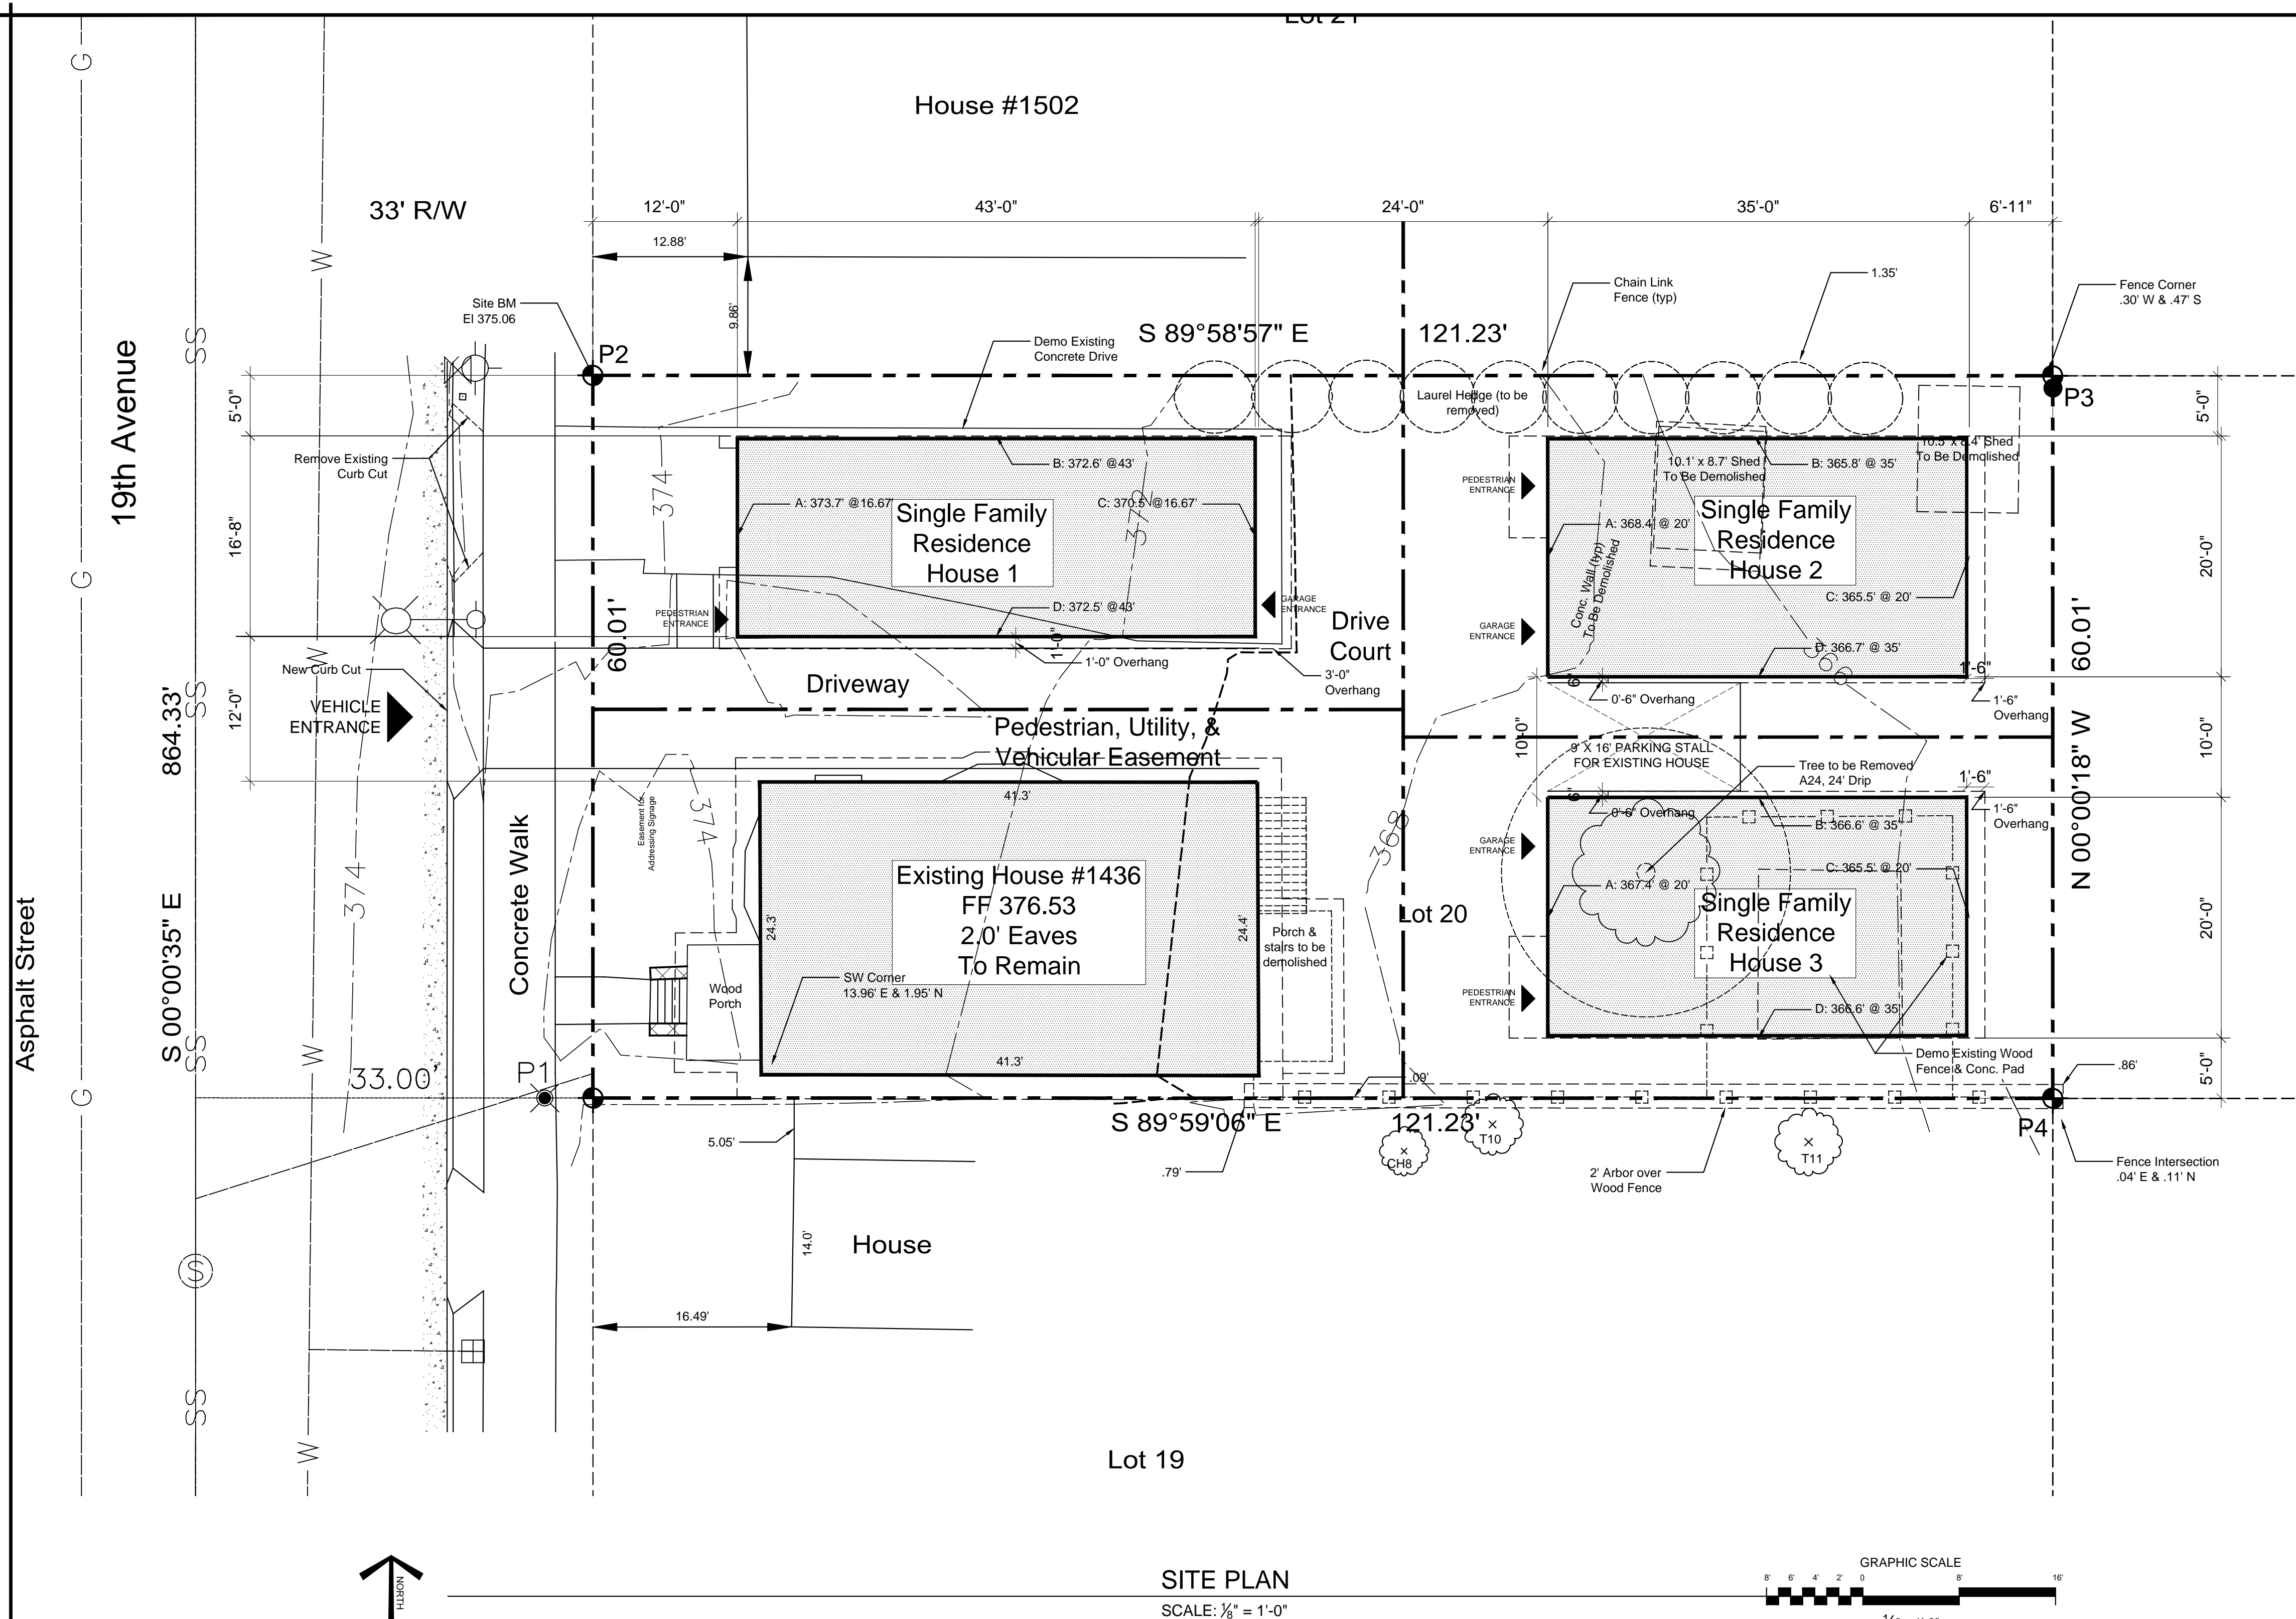 Lot 21
House #1502
33' R/W
12'-0"
43'-0"
24'-0"
35'-0"
6'-11"
12.88'
9.86'
Site BM
El 375.06
P2
Demo Existing
Concrete Drive
S 89°58'57" E
121.23'
Chain Link
Fence (typ)
1.35'
Fence Corner
.30' W & .47' S
P3
Laurel Hedge (to be
removed)
19th Avenue
Asphalt Street
S 00°00'35" E
864.33'
5'-0"
16'-8"
12'-0"
Remove Existing
Curb Cut
New Curb Cut
VEHICLE
ENTRANCE
Concrete Walk
60.01'
374
374
374
372
368
366
A: 373.7' @16.67'
B: 372.6' @43'
C: 370.5' @16.67'
D: 372.5' @43'
Single Family
Residence
House 1
PEDESTRIAN
ENTRANCE
GARAGE
ENTRANCE
1'-0"
1'-0" Overhang
3'-0"
Overhang
Drive
Court
Driveway
Pedestrian, Utility, &
Vehicular Easement
Easement for
Addressing Signage
PEDESTRIAN
ENTRANCE
GARAGE
ENTRANCE
10.1' x 8.7' Shed
To Be Demolished
10.5' x 8.4' Shed
To Be Demolished
B: 365.8' @ 35'
A: 368.4' @ 20'
Single Family
Residence
House 2
C: 365.5' @ 20'
D: 366.7' @ 35'
Conc. Wall (typ)
To Be Demolished
6"
0'-6" Overhang
1'-6"
1'-6"
Overhang
10'-0"
9' X 16' PARKING STALL
FOR EXISTING HOUSE
Tree to be Removed
A24, 24' Drip
1'-6"
1'-6"
Overhang
6"
0'-6" Overhang
5'-0"
20'-0"
10'-0"
20'-0"
5'-0"
60.01'
N 00°00'18" W
41.3'
24.3'
24.4'
Existing House #1436
FF 376.53
2.0' Eaves
To Remain
SW Corner
13.96' E & 1.95' N
41.3'
Wood
Porch
Porch &
stairs to be
demolished
Lot 20
GARAGE
ENTRANCE
PEDESTRIAN
ENTRANCE
B: 366.6' @ 35'
C: 365.5' @ 20'
A: 367.4' @ 20'
Single Family
Residence
House 3
D: 366.6' @ 35'
Demo Existing Wood
Fence & Conc. Pad
.86'
P1
33.00'
.09'
S 89°59'06" E
121.23'
P4
5.05'
.79'
CH8
T10
T11
2' Arbor over
Wood Fence
Fence Intersection
.04' E & .11' N
14.0'
House
16.49'
Lot 19
G
G
G
SS
SS
SS
SS
S
W
W
W
W
NORTH
SITE PLAN
SCALE: ⅛" = 1'-0"
GRAPHIC SCALE
8' 6' 4' 2' 0 8' 16'